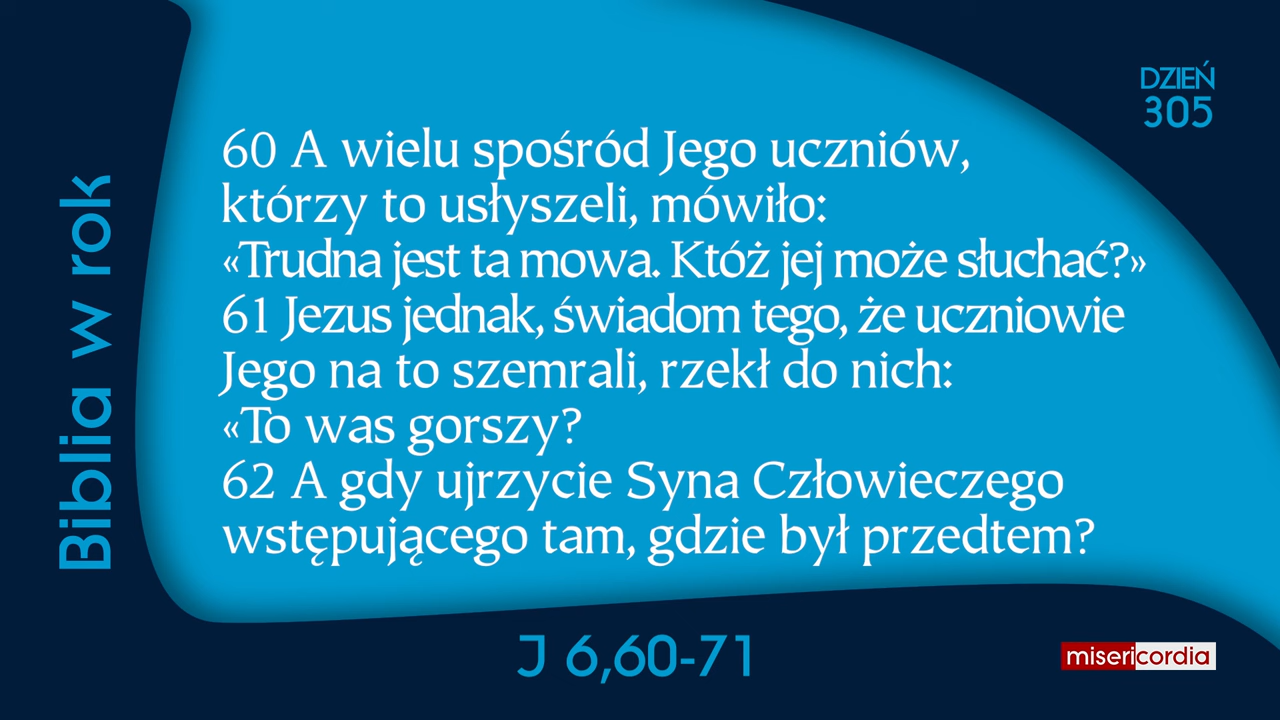 DZIEŃ
305
Biblia w rok
60 A wielu spośród Jego uczniów,
którzy to usłyszeli, mówiło:
«Trudna jest ta mowa. Któż jej może słuchać?»
61 Jezus jednak, świadom tego, że uczniowie
Jego na to szemrali, rzekł do nich:
«To was gorszy?
62 A gdy ujrzycie Syna Człowieczego
wstępującego tam, gdzie był przedtem?
J 6,60-71
misericordia